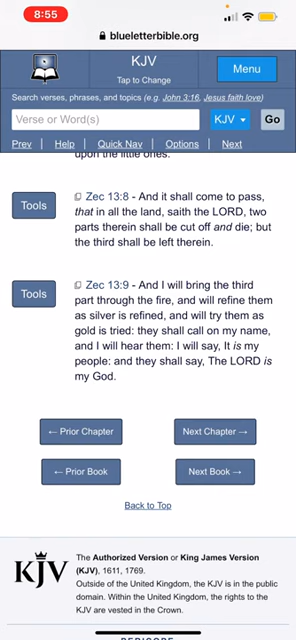 8:55
blueletterbible.org
KJV
Tap to Change
Menu
Search verses, phrases, and topics (e.g. John 3:16, Jesus faith love)
Verse or Word(s)
KJV
Go
Prev | Help | Quick Nav | Options | Next
upon the little ones.
Tools
Zec 13:8 - And it shall come to pass,
that in all the land, saith the LORD, two
parts therein shall be cut off and die; but
the third shall be left therein.
Tools
Zec 13:9 - And I will bring the third
part through the fire, and will refine them
as silver is refined, and will try them as
gold is tried: they shall call on my name,
and I will hear them: I will say, It is my
people: and they shall say, The LORD is
my God.
← Prior Chapter
Next Chapter →
← Prior Book
Next Book →
Back to Top
KJV
The Authorized Version or King James Version
(KJV), 1611, 1769.
Outside of the United Kingdom, the KJV is in the public
domain. Within the United Kingdom, the rights to the
KJV are vested in the Crown.
PERICOPE